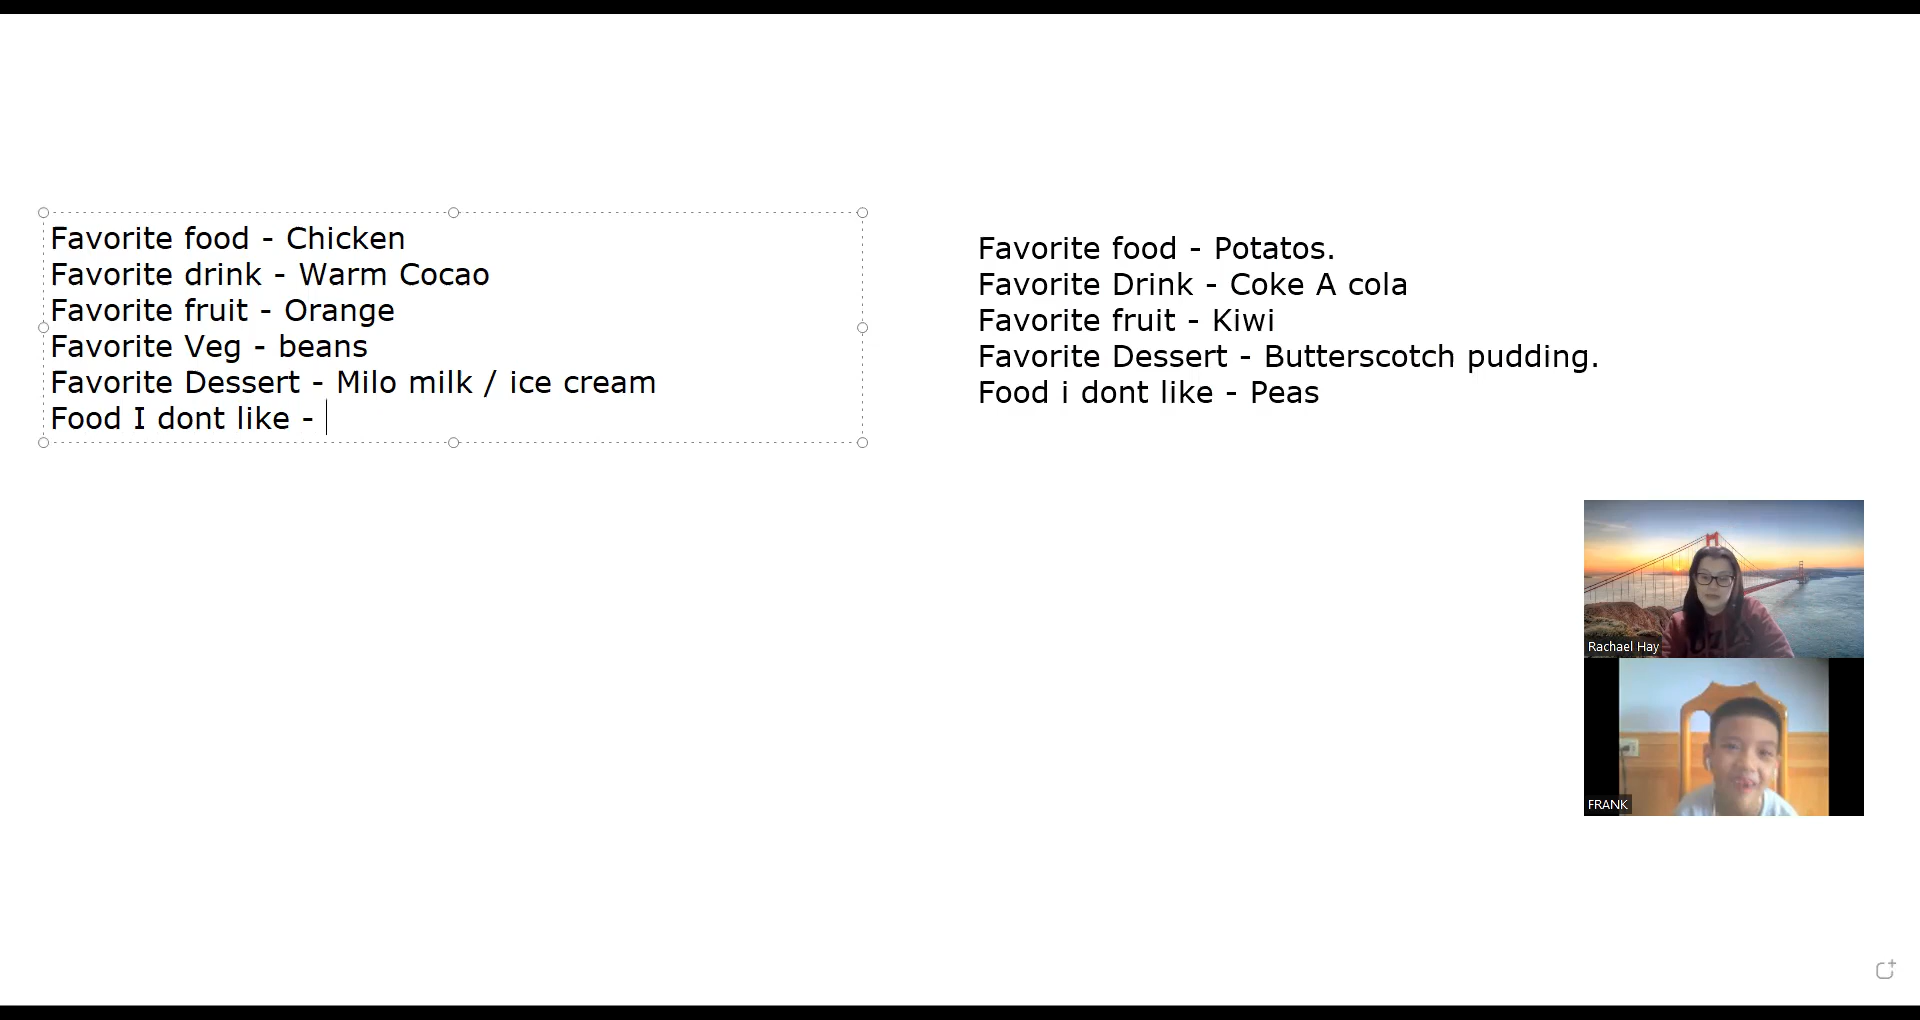 Favorite food - Chicken
Favorite drink - Warm Cocao
Favorite fruit - Orange
Favorite Veg - beans
Favorite Dessert - Milo milk / ice cream
Food I dont like -
Favorite food - Potatos.
Favorite Drink - Coke A cola
Favorite fruit - Kiwi
Favorite Dessert - Butterscotch pudding.
Food i dont like - Peas
Rachael Hay
FRANK